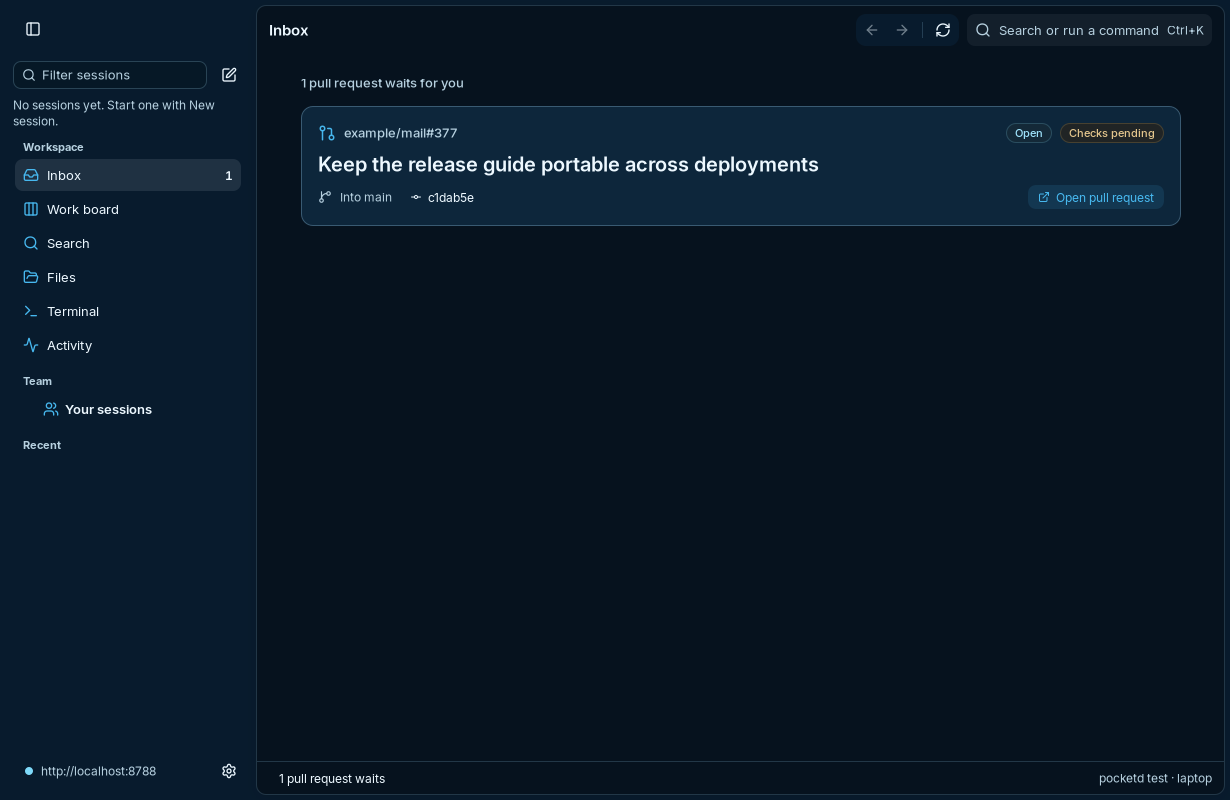 Filter sessions
No sessions yet. Start one with New
session.
Workspace
Inbox 1
Work board
Search
Files
Terminal
Activity
Team
Your sessions
Recent
http://localhost:8788
Inbox
Search or run a command Ctrl+K
1 pull request waits for you
example/mail#377
Open Checks pending
Keep the release guide portable across deployments
Into main c1dab5e
Open pull request
1 pull request waits
pocketd test · laptop